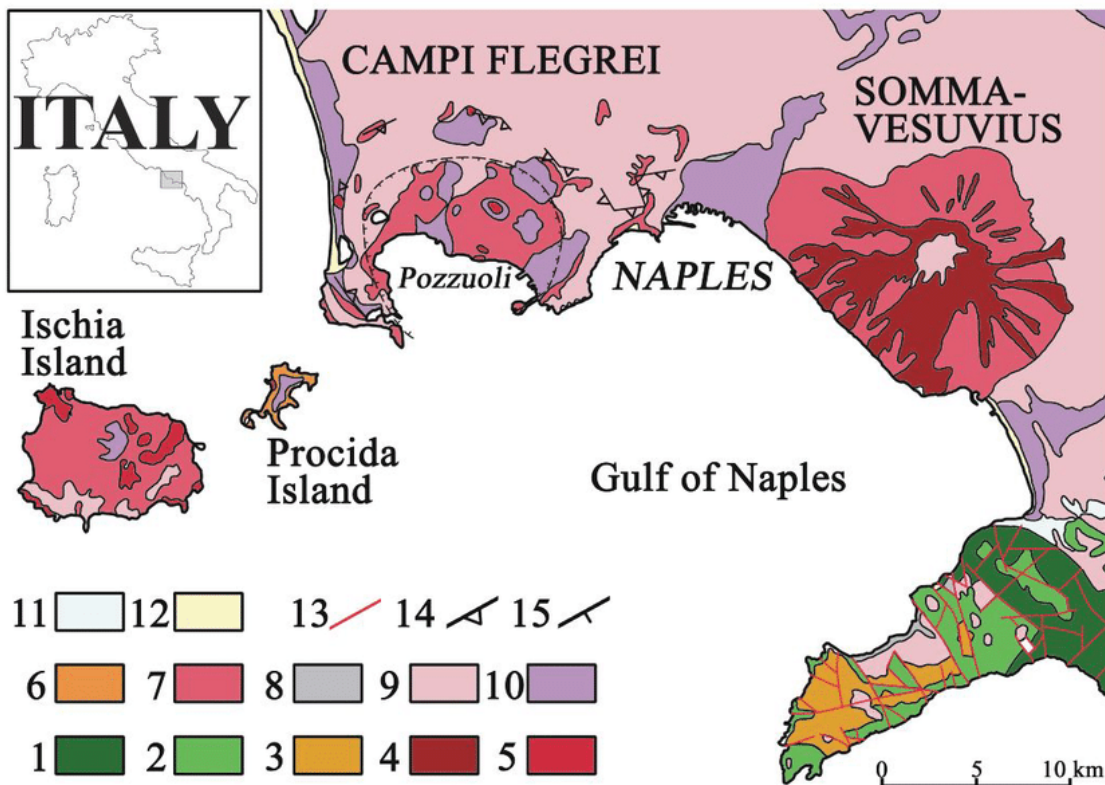 ITALY
CAMPI FLEGREI
SOMMA-
VESUVIUS
Pozzuoli
NAPLES
Ischia
Island
Procida
Island
Gulf of Naples
11 12 13 14 15
6 7 8 9 10
1 2 3 4 5
0 5 10 km